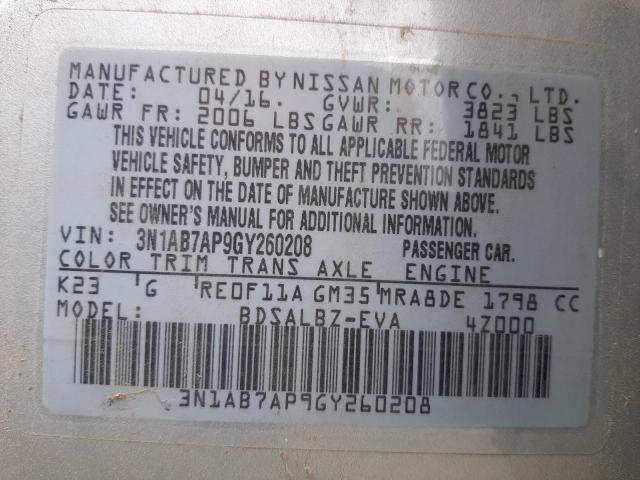 MANUFACTURED BY NISSAN MOTOR CO., LTD.
DATE: 04/16. GVWR: 3823 LBS
GAWR FR: 2006 LBS GAWR RR: 1841 LBS
THIS VEHICLE CONFORMS TO ALL APPLICABLE FEDERAL MOTOR
VEHICLE SAFETY, BUMPER AND THEFT PREVENTION STANDARDS
IN EFFECT ON THE DATE OF MANUFACTURE SHOWN ABOVE.
SEE OWNER'S MANUAL FOR ADDITIONAL INFORMATION.
VIN: 3N1AB7AP9GY260208 PASSENGER CAR.
COLOR TRIM TRANS AXLE ENGINE
K23 G RE0F11A GM35 MRA8DE 1798 CC
MODEL: BDSALBZ-EVA 4Z000
3N1AB7AP9GY260208